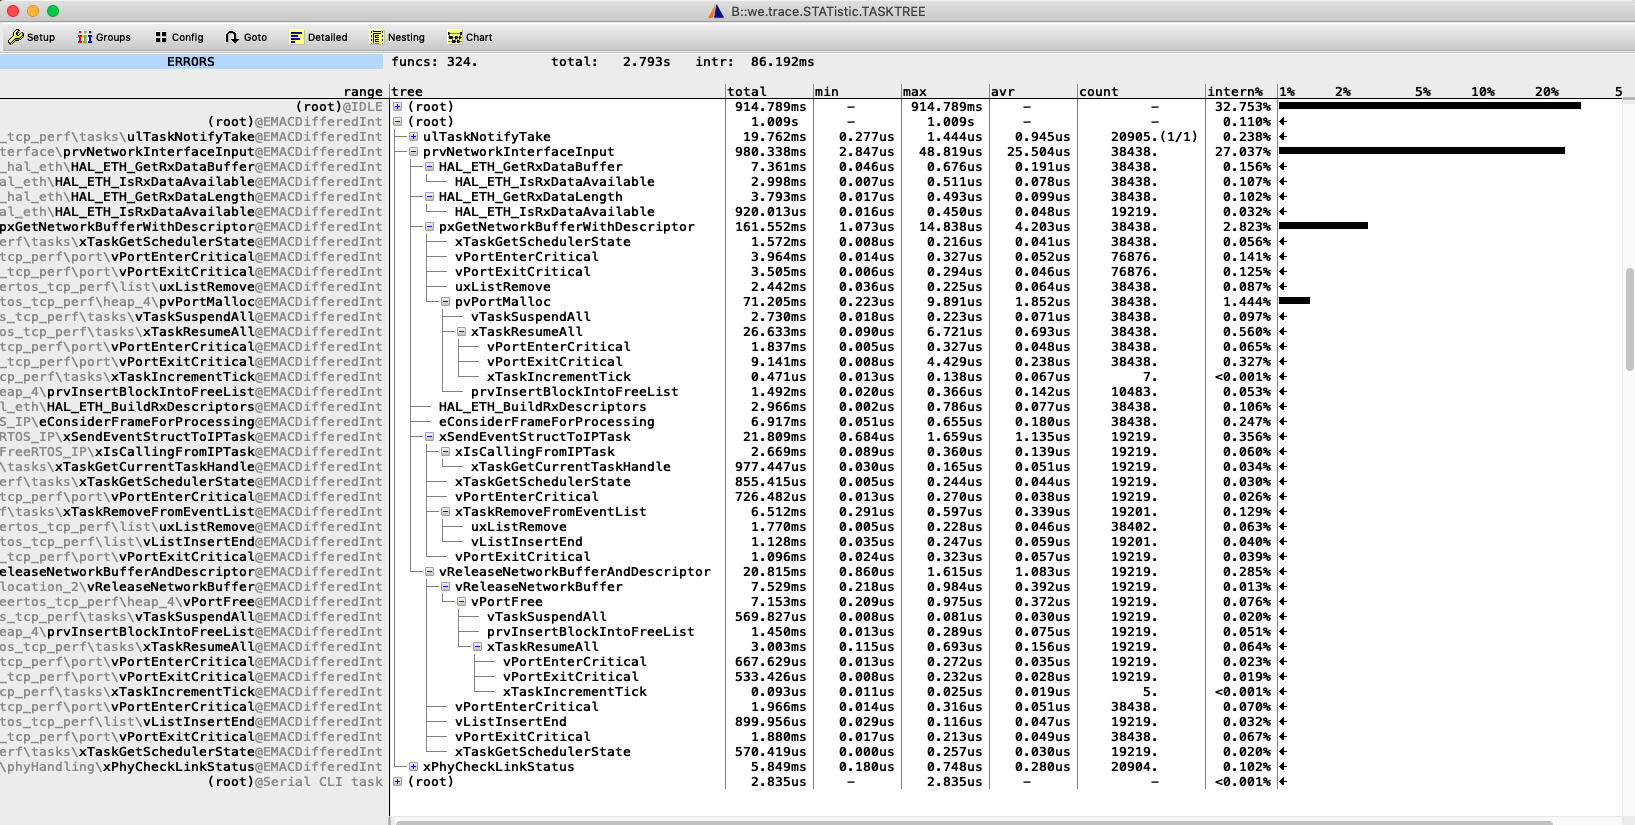 B::we.trace.STATistic.TASKTREE
Setup Groups Config Goto Detailed Nesting Chart
ERRORS funcs: 324. total: 2.793s intr: 86.192ms
range tree total min max avr count intern% 1% 2% 5% 10% 20% 5
(root)@IDLE (root) 914.789ms – 914.789ms – – 32.753%
(root)@EMACDifferedInt (root) 1.009s – 1.009s – – 0.110%
_tcp_perf\tasks\ulTaskNotifyTake@EMACDifferedInt ulTaskNotifyTake 19.762ms 0.277us 1.444us 0.945us 20905.(1/1) 0.238%
terface\prvNetworkInterfaceInput@EMACDifferedInt prvNetworkInterfaceInput 980.338ms 2.847us 48.819us 25.504us 38438. 27.037%
_hal_eth\HAL_ETH_GetRxDataBuffer@EMACDifferedInt HAL_ETH_GetRxDataBuffer 7.361ms 0.046us 0.676us 0.191us 38438. 0.156%
al_eth\HAL_ETH_IsRxDataAvailable@EMACDifferedInt HAL_ETH_IsRxDataAvailable 2.998ms 0.007us 0.511us 0.078us 38438. 0.107%
_hal_eth\HAL_ETH_GetRxDataLength@EMACDifferedInt HAL_ETH_GetRxDataLength 3.793ms 0.017us 0.493us 0.099us 38438. 0.102%
al_eth\HAL_ETH_IsRxDataAvailable@EMACDifferedInt HAL_ETH_IsRxDataAvailable 920.013us 0.016us 0.450us 0.048us 19219. 0.032%
pxGetNetworkBufferWithDescriptor@EMACDifferedInt pxGetNetworkBufferWithDescriptor 161.552ms 1.073us 14.838us 4.203us 38438. 2.823%
erf\tasks\xTaskGetSchedulerState@EMACDifferedInt xTaskGetSchedulerState 1.572ms 0.008us 0.216us 0.041us 38438. 0.056%
_tcp_perf\port\vPortEnterCritical@EMACDifferedInt vPortEnterCritical 3.964ms 0.014us 0.327us 0.052us 76876. 0.141%
_tcp_perf\port\vPortExitCritical@EMACDifferedInt vPortExitCritical 3.505ms 0.006us 0.294us 0.046us 76876. 0.125%
ertos_tcp_perf\list\uxListRemove@EMACDifferedInt uxListRemove 2.442ms 0.036us 0.225us 0.064us 38438. 0.087%
tos_tcp_perf\heap_4\pvPortMalloc@EMACDifferedInt pvPortMalloc 71.205ms 0.223us 9.891us 1.852us 38438. 1.444%
s_tcp_perf\tasks\vTaskSuspendAll@EMACDifferedInt vTaskSuspendAll 2.730ms 0.018us 0.223us 0.071us 38438. 0.097%
os_tcp_perf\tasks\xTaskResumeAll@EMACDifferedInt xTaskResumeAll 26.633ms 0.090us 6.721us 0.693us 38438. 0.560%
tcp_perf\port\vPortEnterCritical@EMACDifferedInt vPortEnterCritical 1.837ms 0.005us 0.327us 0.048us 38438. 0.065%
_tcp_perf\port\vPortExitCritical@EMACDifferedInt vPortExitCritical 9.141ms 0.008us 4.429us 0.238us 38438. 0.327%
cp_perf\tasks\xTaskIncrementTick@EMACDifferedInt xTaskIncrementTick 0.471us 0.013us 0.138us 0.067us 7. <0.001%
eap_4\prvInsertBlockIntoFreeList@EMACDifferedInt prvInsertBlockIntoFreeList 1.492ms 0.020us 0.366us 0.142us 10483. 0.053%
l_eth\HAL_ETH_BuildRxDescriptors@EMACDifferedInt HAL_ETH_BuildRxDescriptors 2.966ms 0.002us 0.786us 0.077us 38438. 0.106%
S_IP\eConsiderFrameForProcessing@EMACDifferedInt eConsiderFrameForProcessing 6.917ms 0.051us 0.655us 0.180us 38438. 0.247%
RTOS_IP\xSendEventStructToIPTask@EMACDifferedInt xSendEventStructToIPTask 21.809ms 0.684us 1.659us 1.135us 19219. 0.356%
FreeRTOS_IP\xIsCallingFromIPTask@EMACDifferedInt xIsCallingFromIPTask 2.669ms 0.089us 0.360us 0.139us 19219. 0.060%
\tasks\xTaskGetCurrentTaskHandle@EMACDifferedInt xTaskGetCurrentTaskHandle 977.447us 0.030us 0.165us 0.051us 19219. 0.034%
erf\tasks\xTaskGetSchedulerState@EMACDifferedInt xTaskGetSchedulerState 855.415us 0.005us 0.244us 0.044us 19219. 0.030%
tcp_perf\port\vPortEnterCritical@EMACDifferedInt vPortEnterCritical 726.482us 0.013us 0.270us 0.038us 19219. 0.026%
f\tasks\xTaskRemoveFromEventList@EMACDifferedInt xTaskRemoveFromEventList 6.512ms 0.291us 0.597us 0.339us 19201. 0.129%
ertos_tcp_perf\list\uxListRemove@EMACDifferedInt uxListRemove 1.770ms 0.005us 0.228us 0.046us 38402. 0.063%
tos_tcp_perf\list\vListInsertEnd@EMACDifferedInt vListInsertEnd 1.128ms 0.035us 0.247us 0.059us 19201. 0.040%
_tcp_perf\port\vPortExitCritical@EMACDifferedInt vPortExitCritical 1.096ms 0.024us 0.323us 0.057us 19219. 0.039%
eleaseNetworkBufferAndDescriptor@EMACDifferedInt vReleaseNetworkBufferAndDescriptor 20.815ms 0.860us 1.615us 1.083us 19219. 0.285%
location_2\vReleaseNetworkBuffer@EMACDifferedInt vReleaseNetworkBuffer 7.529ms 0.218us 0.984us 0.392us 19219. 0.013%
eertos_tcp_perf\heap_4\vPortFree@EMACDifferedInt vPortFree 7.153ms 0.209us 0.975us 0.372us 19219. 0.076%
s_tcp_perf\tasks\vTaskSuspendAll@EMACDifferedInt vTaskSuspendAll 569.827us 0.008us 0.081us 0.030us 19219. 0.020%
eap_4\prvInsertBlockIntoFreeList@EMACDifferedInt prvInsertBlockIntoFreeList 1.450ms 0.013us 0.289us 0.075us 19219. 0.051%
os_tcp_perf\tasks\xTaskResumeAll@EMACDifferedInt xTaskResumeAll 3.003ms 0.115us 0.693us 0.156us 19219. 0.064%
tcp_perf\port\vPortEnterCritical@EMACDifferedInt vPortEnterCritical 667.629us 0.013us 0.272us 0.035us 19219. 0.023%
_tcp_perf\port\vPortExitCritical@EMACDifferedInt vPortExitCritical 533.426us 0.008us 0.232us 0.028us 19219. 0.019%
cp_perf\tasks\xTaskIncrementTick@EMACDifferedInt xTaskIncrementTick 0.093us 0.011us 0.025us 0.019us 5. <0.001%
tcp_perf\port\vPortEnterCritical@EMACDifferedInt vPortEnterCritical 1.966ms 0.014us 0.316us 0.051us 38438. 0.070%
tos_tcp_perf\list\vListInsertEnd@EMACDifferedInt vListInsertEnd 899.956us 0.029us 0.116us 0.047us 19219. 0.032%
_tcp_perf\port\vPortExitCritical@EMACDifferedInt vPortExitCritical 1.880ms 0.017us 0.213us 0.049us 38438. 0.067%
erf\tasks\xTaskGetSchedulerState@EMACDifferedInt xTaskGetSchedulerState 570.419us 0.000us 0.257us 0.030us 19219. 0.020%
\phyHandling\xPhyCheckLinkStatus@EMACDifferedInt xPhyCheckLinkStatus 5.849ms 0.180us 0.748us 0.280us 20904. 0.102%
(root)@Serial CLI task (root) 2.835us – 2.835us – – <0.001%